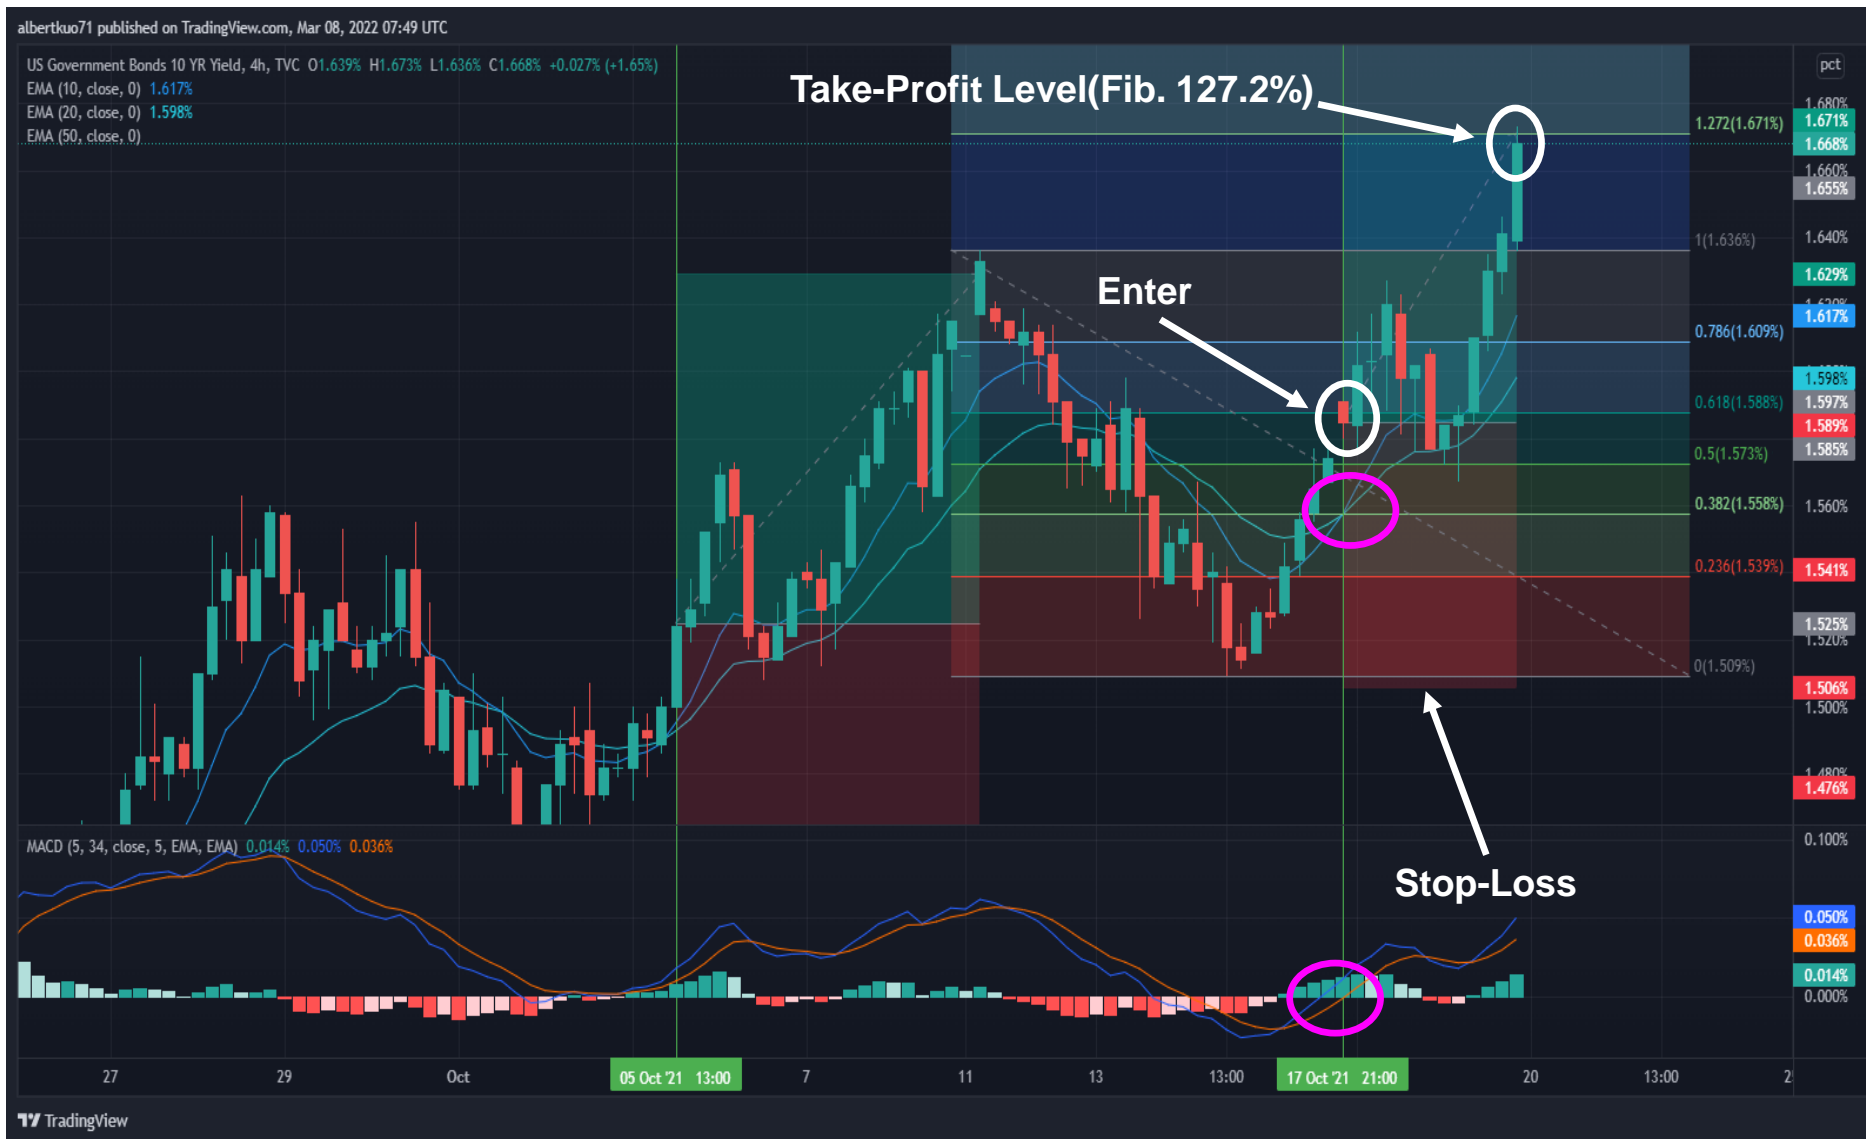 albertkuo71 published on TradingView.com, Mar 08, 2022 07:49 UTC
US Government Bonds 10 YR Yield, 4h, TVC O1.639% H1.673% L1.636% C1.668% +0.027% (+1.65%)
EMA (10, close, 0) 1.617%
EMA (20, close, 0) 1.598%
EMA (50, close, 0)
Take-Profit Level(Fib. 127.2%)
Enter
Stop-Loss
1.272(1.671%)
1(1.636%)
0.786(1.609%)
0.618(1.588%)
0.5(1.573%)
0.382(1.558%)
0.236(1.539%)
0(1.509%)
pct
1.680%
1.671%
1.668%
1.660%
1.655%
1.640%
1.629%
1.620%
1.617%
1.598%
1.597%
1.589%
1.585%
1.560%
1.541%
1.525%
1.520%
1.506%
1.500%
1.480%
1.476%
MACD (5, 34, close, 5, EMA, EMA) 0.014% 0.050% 0.036%
0.100%
0.050%
0.036%
0.014%
0.000%
27 29 Oct 05 Oct '21 13:00 7 11 13 13:00 17 Oct '21 21:00 20 13:00
TradingView